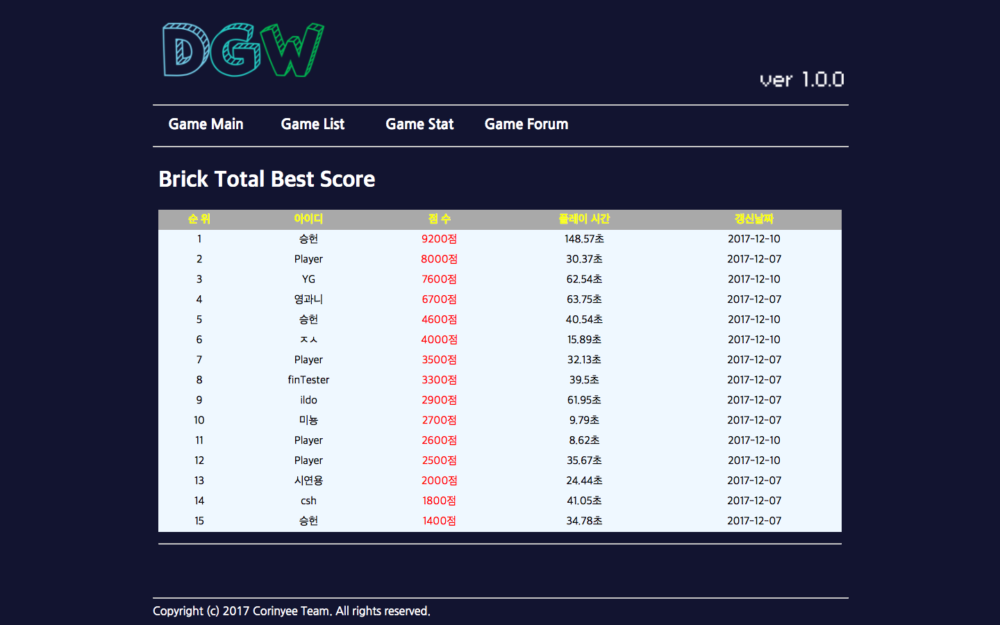 DGW
ver 1.0.0
Game Main Game List Game Stat Game Forum
Brick Total Best Score
순 위 아이디 점 수 플레이 시간 갱신날짜
1 승헌 9200점 148.57초 2017-12-10
2 Player 8000점 30.37초 2017-12-07
3 YG 7600점 62.54초 2017-12-10
4 영과니 6700점 63.75초 2017-12-07
5 승헌 4600점 40.54초 2017-12-10
6 ㅈㅅ 4000점 15.89초 2017-12-10
7 Player 3500점 32.13초 2017-12-07
8 finTester 3300점 39.5초 2017-12-07
9 ildo 2900점 61.95초 2017-12-07
10 미뇽 2700점 9.79초 2017-12-07
11 Player 2600점 8.62초 2017-12-10
12 Player 2500점 35.67초 2017-12-10
13 시연용 2000점 24.44초 2017-12-07
14 csh 1800점 41.05초 2017-12-07
15 승헌 1400점 34.78초 2017-12-07
Copyright (c) 2017 Corinyee Team. All rights reserved.